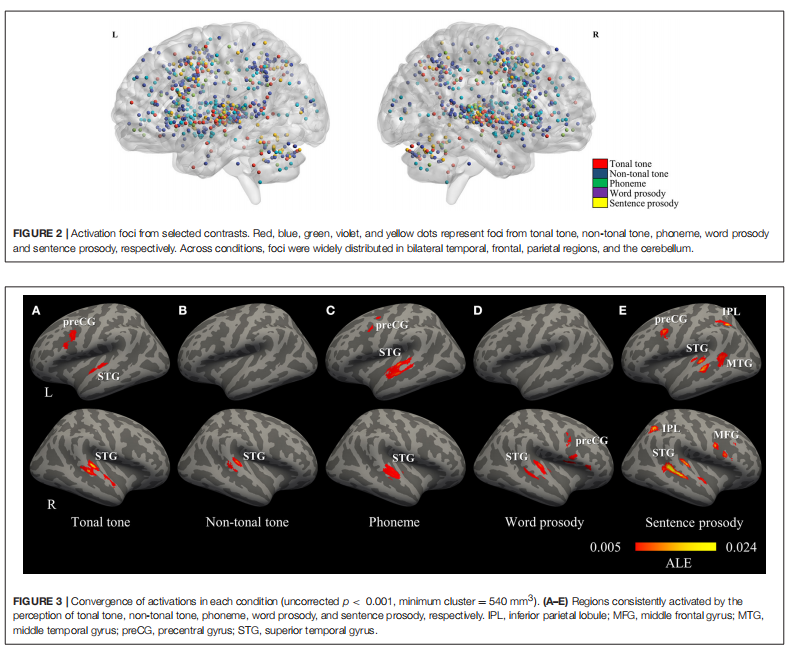 L
R
Tonal tone
Non-tonal tone
Phoneme
Word prosody
Sentence prosody
FIGURE 2 | Activation foci from selected contrasts. Red, blue, green, violet, and yellow dots represent foci from tonal tone, non-tonal tone, phoneme, word prosody
and sentence prosody, respectively. Across conditions, foci were widely distributed in bilateral temporal, frontal, parietal regions, and the cerebellum.
A
preCG
STG
L
B
C
preCG
STG
D
E
preCG
IPL
STG
MTG
STG
R
Tonal tone
STG
Non-tonal tone
STG
Phoneme
preCG
STG
Word prosody
IPL
MFG
STG
Sentence prosody
0.005
0.024
ALE
FIGURE 3 | Convergence of activations in each condition (uncorrected p < 0.001, minimum cluster = 540 mm³). (A–E) Regions consistently activated by the
perception of tonal tone, non-tonal tone, phoneme, word prosody, and sentence prosody, respectively. IPL, inferior parietal lobule; MFG, middle frontal gyrus; MTG,
middle temporal gyrus; preCG, precentral gyrus; STG, superior temporal gyrus.